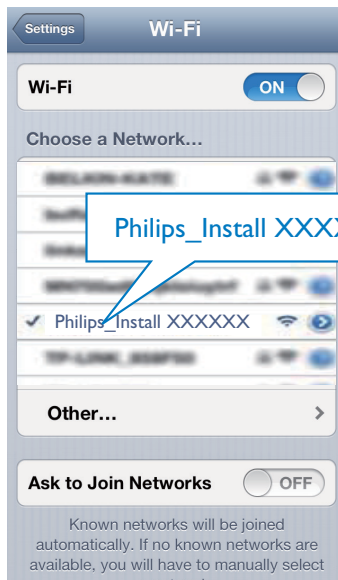 Settings
Wi-Fi
Wi-Fi
ON
Choose a Network...
Philips_Install XXXX
Philips_Install XXXXXX
Other...
Ask to Join Networks
OFF
Known networks will be joined
automatically. If no known networks are
available, you will have to manually select